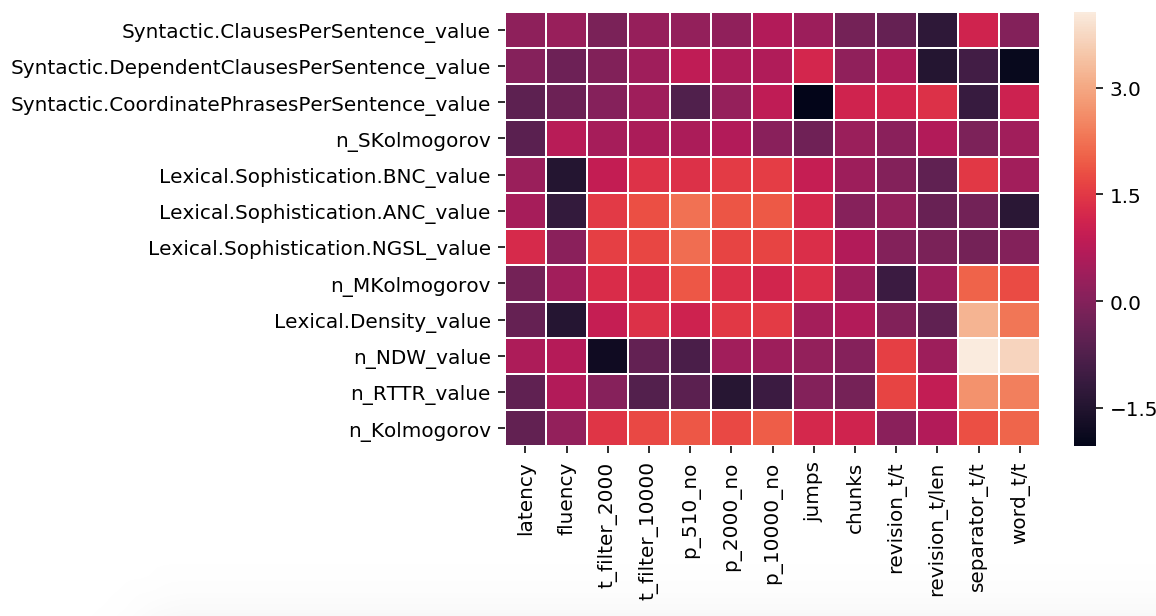 Syntactic.ClausesPerSentence_value
Syntactic.DependentClausesPerSentence_value
Syntactic.CoordinatePhrasesPerSentence_value
n_SKolmogorov
Lexical.Sophistication.BNC_value
Lexical.Sophistication.ANC_value
Lexical.Sophistication.NGSL_value
n_MKolmogorov
Lexical.Density_value
n_NDW_value
n_RTTR_value
n_Kolmogorov
latency
fluency
t_filter_2000
t_filter_10000
p_510_no
p_2000_no
p_10000_no
jumps
chunks
revision_t/t
revision_t/len
separator_t/t
word_t/t
3.0
1.5
0.0
−1.5